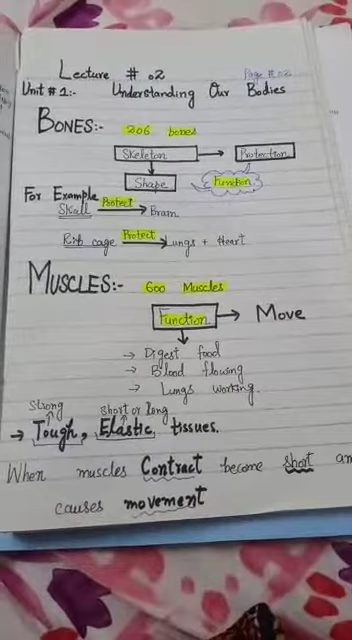 Lecture # 02
Page # 02
Unit # 1:- Understanding Our Bodies
BONES:- 206 bones
Skeleton → Protection
Shape Function
For Example
Skull Protect → Brain
Rib cage Protect → Lungs + Heart
MUSCLES:- 600 Muscles
Function → Move
→ Digest food
→ Blood flowing
→ Lungs working.
strong short or long
→ Tough, Elastic tissues.
When muscles Contract become short an
causes movement